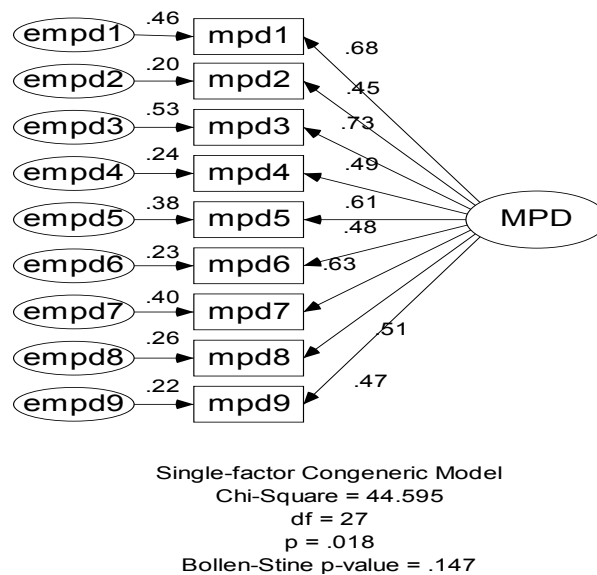 .46
empd1 mpd1 .68
.20
empd2 mpd2 .45
.53
empd3 mpd3 .73
.24
empd4 mpd4 .49
.38
empd5 mpd5 .61
MPD
.23
empd6 mpd6 .48
.40
empd7 mpd7 .63
.26
empd8 mpd8 .51
.22
empd9 mpd9 .47
Single-factor Congeneric Model
Chi-Square = 44.595
df = 27
p = .018
Bollen-Stine p-value = .147